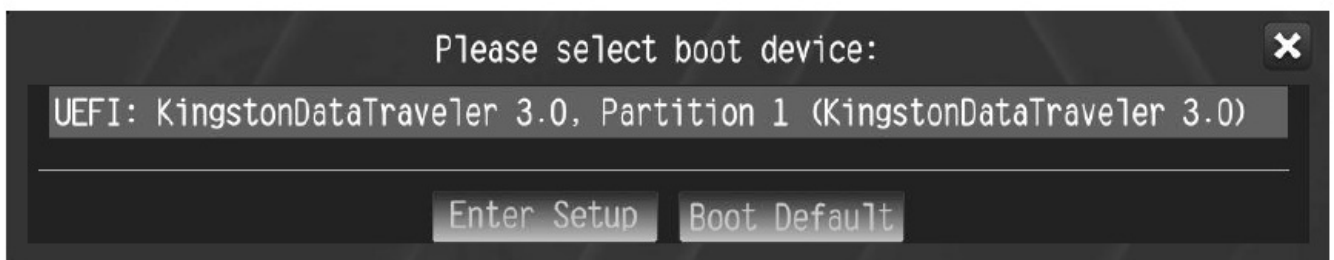 Please select boot device:
UEFI: KingstonDataTraveler 3.0, Partition 1 (KingstonDataTraveler 3.0)
Enter Setup Boot Default